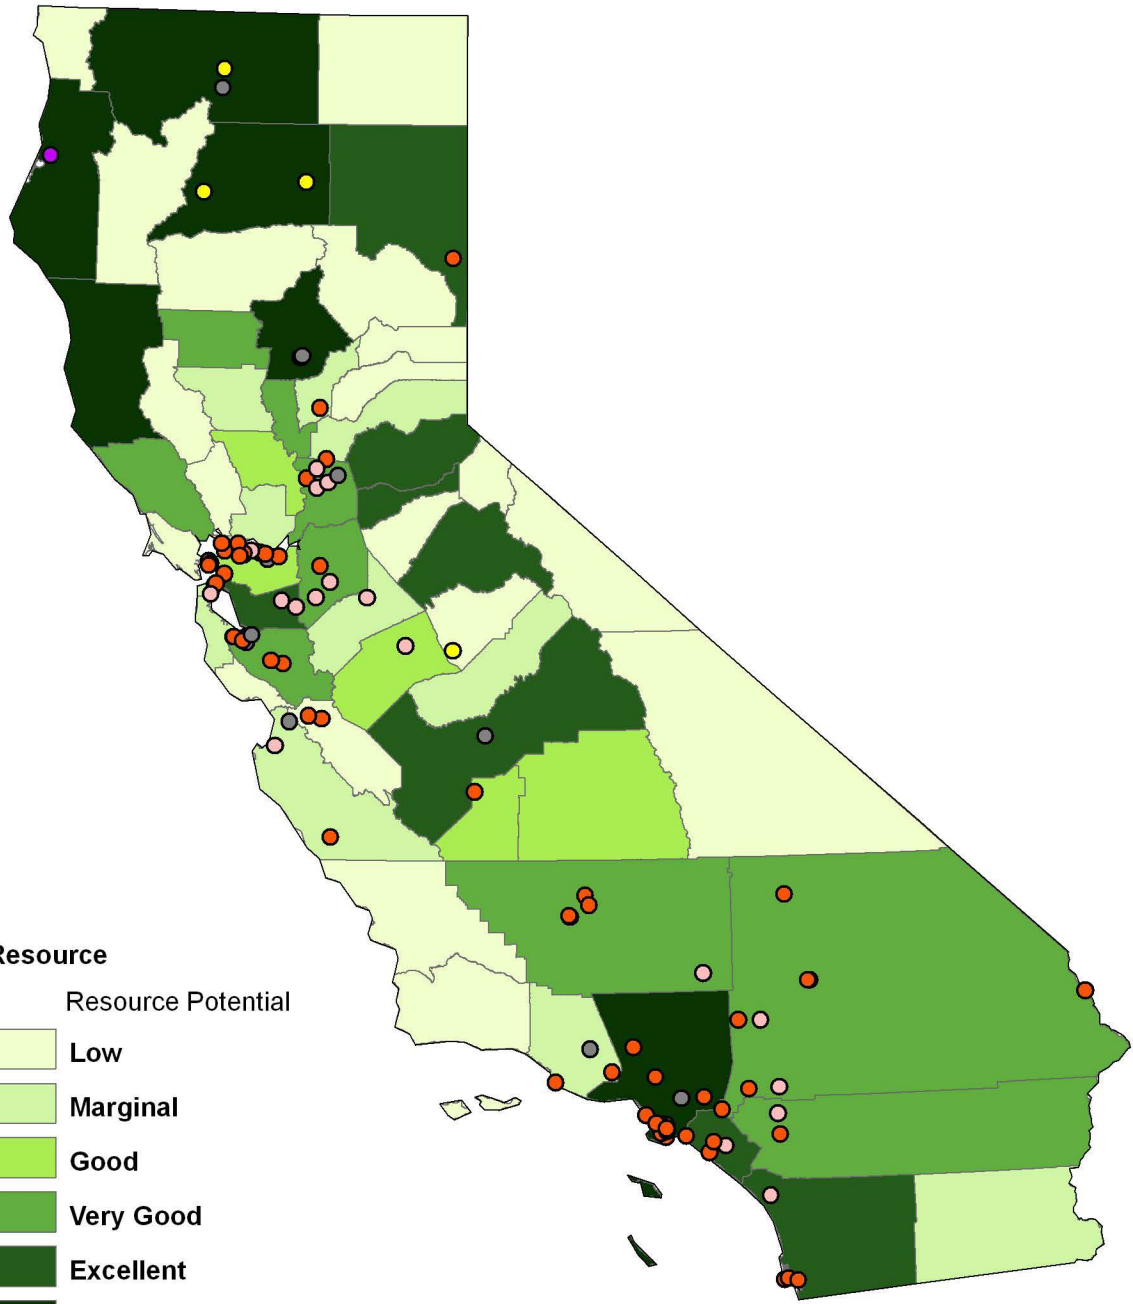 Resource
Resource Potential
Low
Marginal
Good
Very Good
Excellent